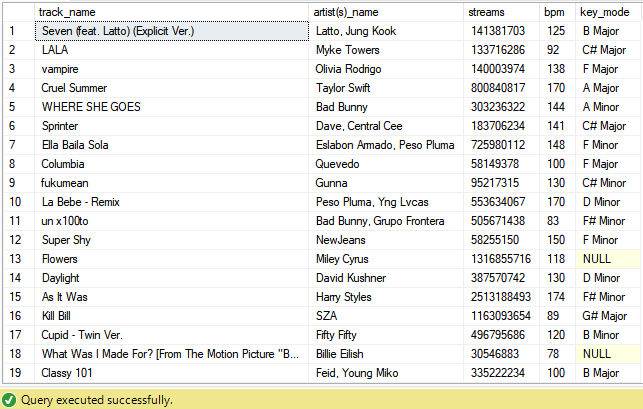 track_name artist(s)_name streams bpm key_mode
1 Seven (feat. Latto) (Explicit Ver.) Latto, Jung Kook 141381703 125 B Major
2 LALA Myke Towers 133716286 92 C# Major
3 vampire Olivia Rodrigo 140003974 138 F Major
4 Cruel Summer Taylor Swift 800840817 170 A Major
5 WHERE SHE GOES Bad Bunny 303236322 144 A Minor
6 Sprinter Dave, Central Cee 183706234 141 C# Major
7 Ella Baila Sola Eslabon Armado, Peso Pluma 725980112 148 F Minor
8 Columbia Quevedo 58149378 100 F Major
9 fukumean Gunna 95217315 130 C# Minor
10 La Bebe - Remix Peso Pluma, Yng Lvcas 553634067 170 D Minor
11 un x100to Bad Bunny, Grupo Frontera 505671438 83 F# Minor
12 Super Shy NewJeans 58255150 150 F Minor
13 Flowers Miley Cyrus 1316855716 118 NULL
14 Daylight David Kushner 387570742 130 D Minor
15 As It Was Harry Styles 2513188493 174 F# Minor
16 Kill Bill SZA 1163093654 89 G# Major
17 Cupid - Twin Ver. Fifty Fifty 496795686 120 B Minor
18 What Was I Made For? [From The Motion Picture "B... Billie Eilish 30546883 78 NULL
19 Classy 101 Feid, Young Miko 335222234 100 B Major
Query executed successfully.